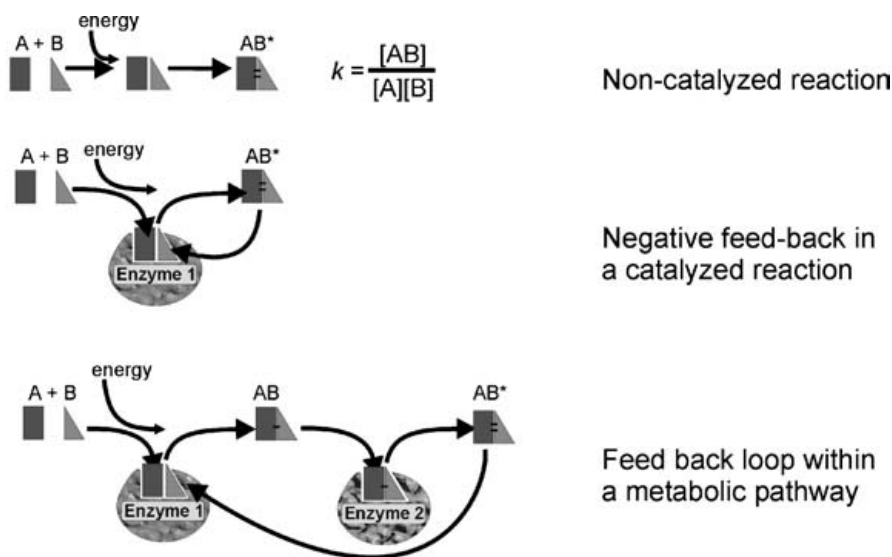 energy
A + B
AB*
k = [AB]
[A][B]
Non-catalyzed reaction
A + B
energy
AB*
Enzyme 1
Negative feed-back in
a catalyzed reaction
energy
A + B
AB
AB*
Enzyme 1
Enzyme 2
Feed back loop within
a metabolic pathway